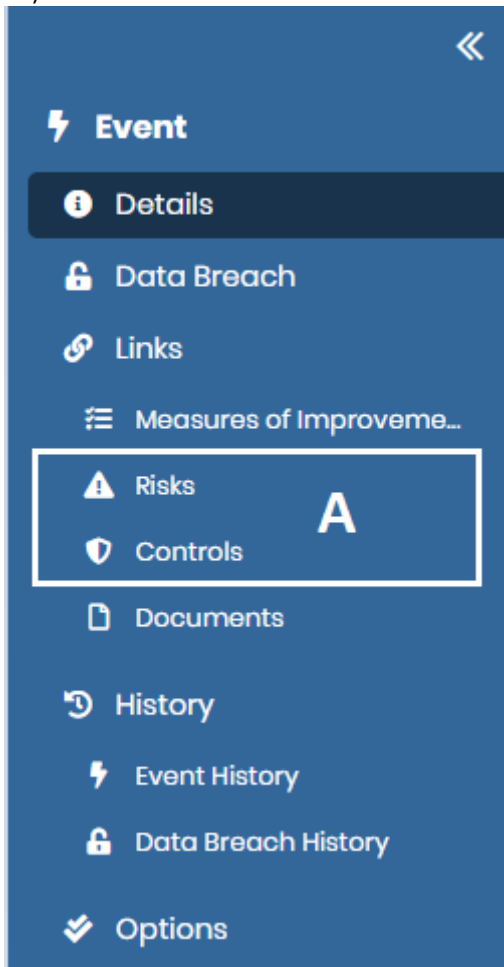 Event
Details
Data Breach
Links
Measures of Improveme...
Risks
A
Controls
Documents
History
Event History
Data Breach History
Options